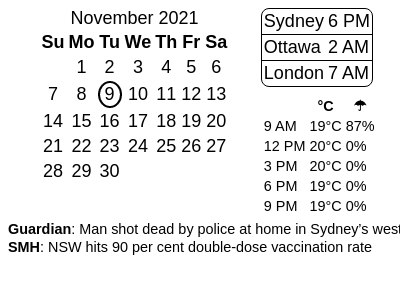 November 2021
Su Mo Tu We Th Fr Sa
1 2 3 4 5 6
7 8 9 10 11 12 13
14 15 16 17 18 19 20
21 22 23 24 25 26 27
28 29 30
Sydney 6 PM
Ottawa 2 AM
London 7 AM
°C ☂
9 AM 19°C 87%
12 PM 20°C 0%
3 PM 20°C 0%
6 PM 19°C 0%
9 PM 19°C 0%
Guardian: Man shot dead by police at home in Sydney's west
SMH: NSW hits 90 per cent double-dose vaccination rate